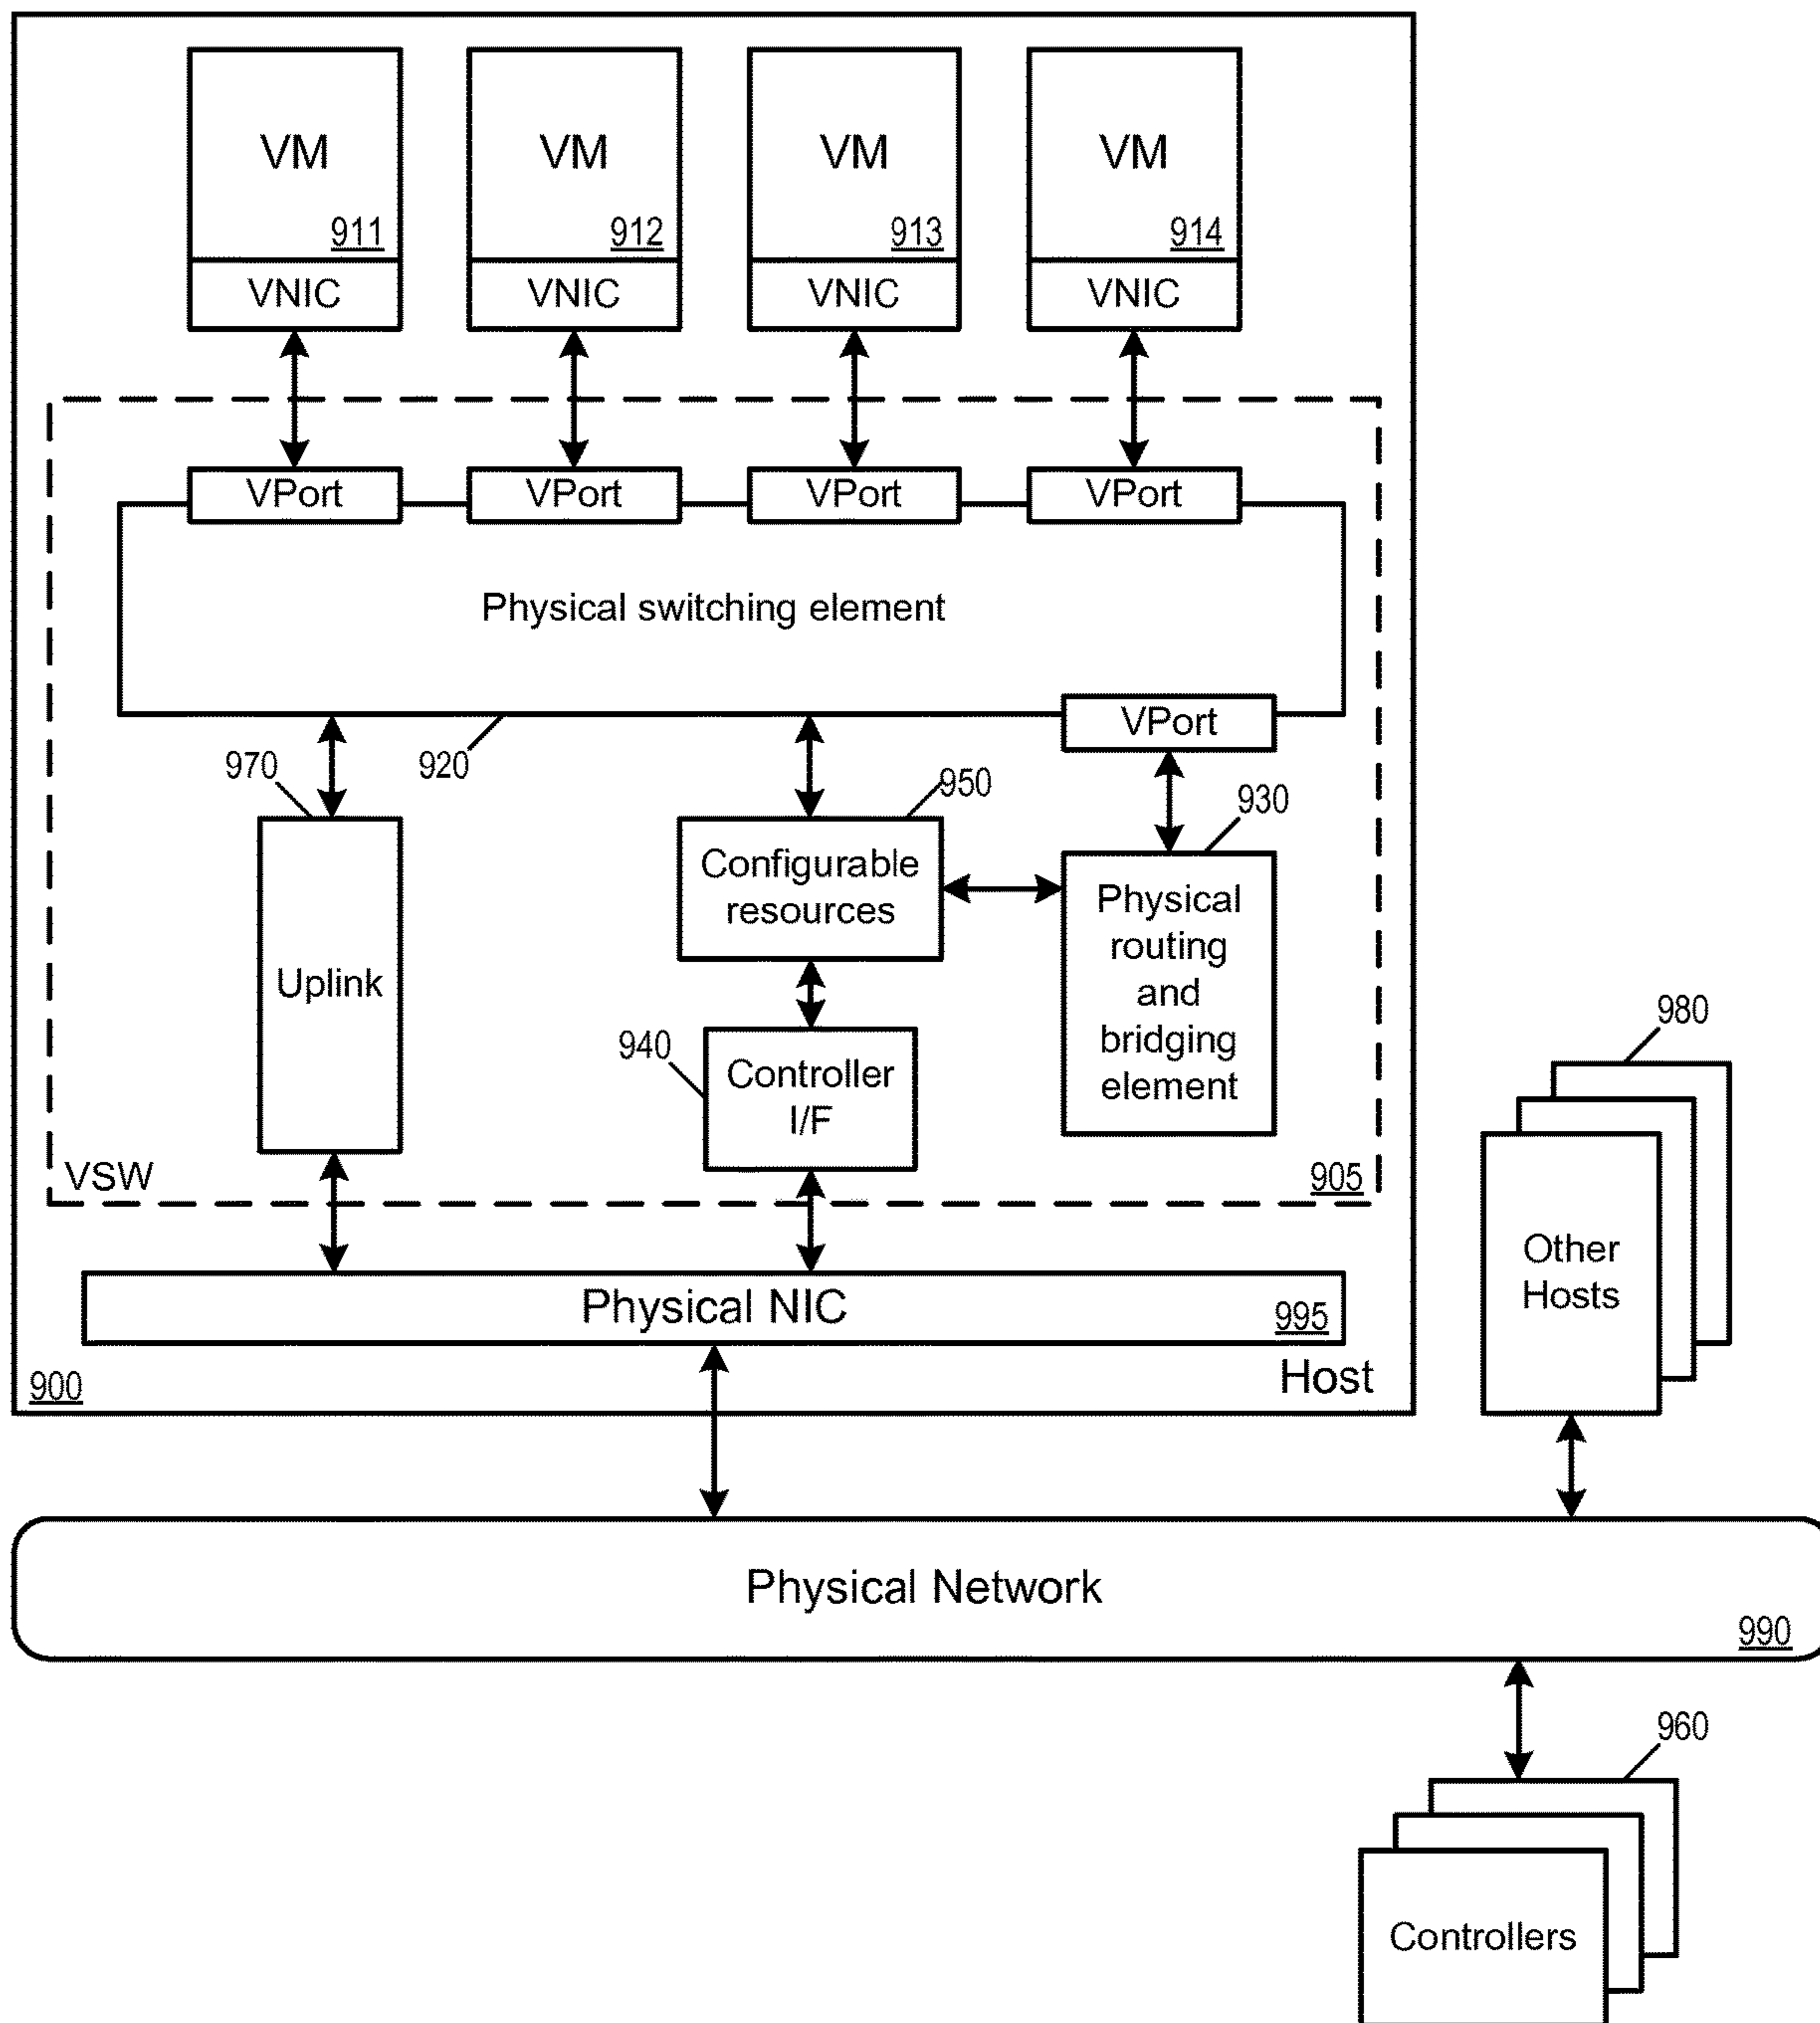 VM VM VM VM
911 912 913 914
VNIC VNIC VNIC VNIC
VPort VPort VPort VPort
Physical switching element
VPort
970 920 950 930
Configurable
resources
Physical
routing
and
bridging
element
Uplink
940
Controller
I/F
VSW 905
980
Other
Hosts
Physical NIC 995
900 Host
Physical Network
990
960
Controllers